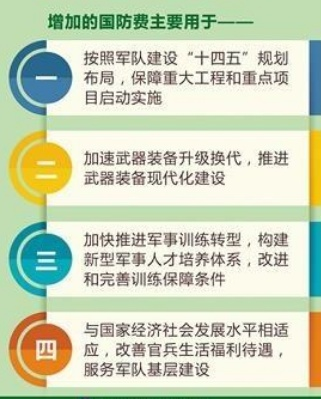 增加的国防费主要用于——
一
按照军队建设“十四五”规划
布局，保障重大工程和重点项
目启动实施
二
加速武器装备升级换代，推进
武器装备现代化建设
三
加快推进军事训练转型，构建
新型军事人才培养体系，改进
和完善训练保障条件
四
与国家经济社会发展水平相适
应，改善官兵生活福利待遇，
服务军队基层建设